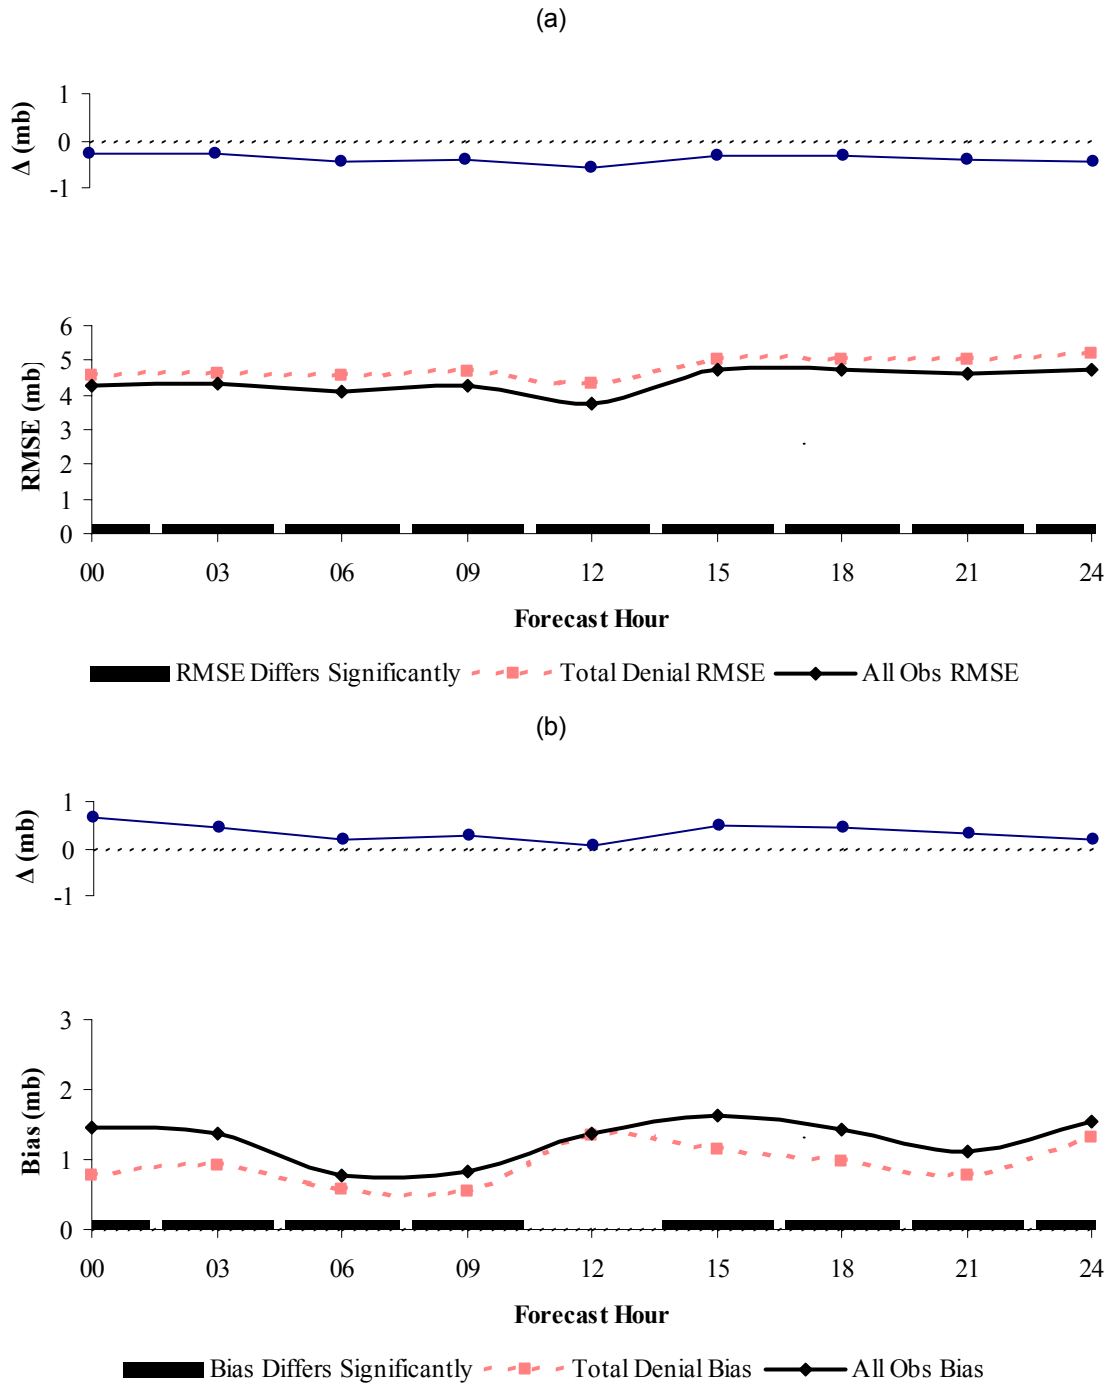 (a)
1
0
-1
Δ (mb)
6
5
4
3
2
1
0
RMSE (mb)
00 03 06 09 12 15 18 21 24
Forecast Hour
RMSE Differs Significantly Total Denial RMSE All Obs RMSE
(b)
1
0
-1
Δ (mb)
3
2
1
0
Bias (mb)
00 03 06 09 12 15 18 21 24
Forecast Hour
Bias Differs Significantly Total Denial Bias All Obs Bias